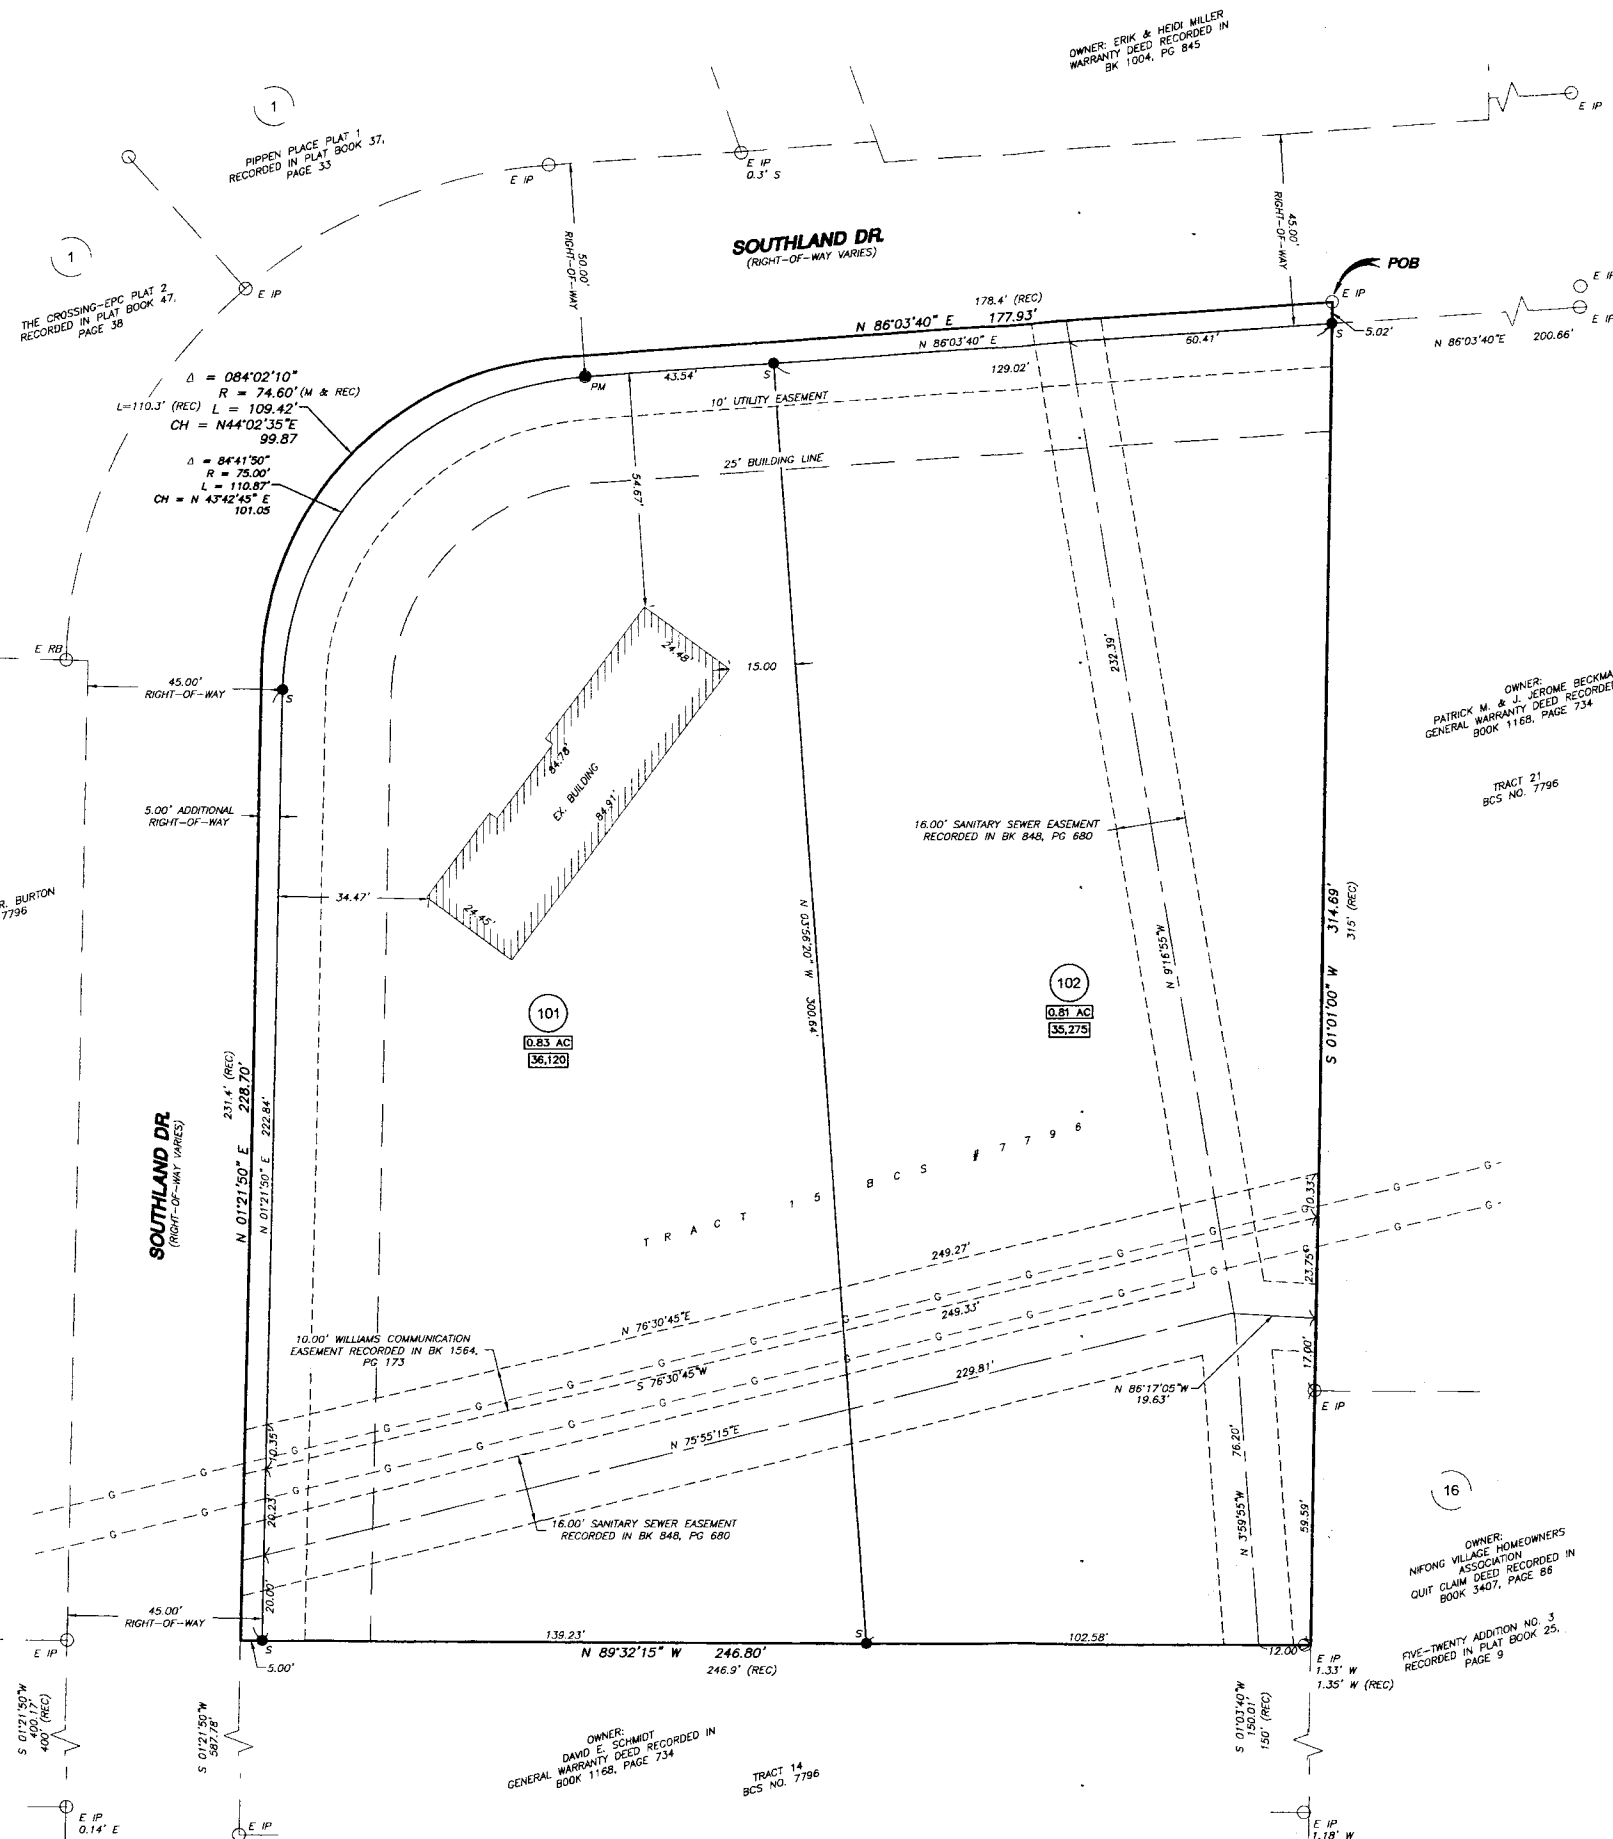 OWNER: ERIK & HEIDI MILLER
WARRANTY DEED RECORDED IN
BK 1004, PG 845
1
PIPPEN PLACE PLAT 1
RECORDED IN PLAT BOOK 37,
PAGE 33
E IP
E IP
E IP
0.3' S
1
THE CROSSING-EPC PLAT 2
RECORDED IN PLAT BOOK 47,
PAGE 38
E IP
50.00'
RIGHT-OF-WAY
SOUTHLAND DR.
(RIGHT-OF-WAY VARIES)
45.00'
RIGHT-OF-WAY
POB
E IP
E IP
E IP
178.4' (REC)
N 86°03'40" E 177.93'
5.02'
S
N 86°03'40"E 200.66'
N 86°03'40" E
60.41'
129.02'
43.54'
S
PM
Δ = 084°02'10"
R = 74.60' (M & REC)
L=110.3' (REC) L = 109.42'
CH = N44°02'35"E
99.87
Δ = 84°41'50"
R = 75.00'
L = 110.87'
CH = N 43°42'45" E
101.05
10' UTILITY EASEMENT
25' BUILDING LINE
54.67'
E RB
45.00'
RIGHT-OF-WAY
S
24.48'
15.00
232.39'
84.78'
EX. BUILDING
84.91'
OWNER:
PATRICK M. & J. JEROME BECKMA
GENERAL WARRANTY DEED RECORDED
BOOK 1168, PAGE 734
TRACT 21
BCS NO. 7796
5.00' ADDITIONAL
RIGHT-OF-WAY
16.00' SANITARY SEWER EASEMENT
RECORDED IN BK 848, PG 680
R. BURTON
7796
34.47'
24.45'
N 03°56'20" W 300.64'
N 9°16'55"W
S 01°01'00" W 314.69'
315' (REC)
101
0.83 AC
36,120
102
0.81 AC
35,275
SOUTHLAND DR.
(RIGHT-OF-WAY VARIES)
231.4' (REC)
N 01°21'50" E 228.70'
N 01°21'50" E 222.84'
TRACT 15 BCS #7796
249.27'
10.33'
23.75'
N 76°30'45"E
249.33'
10.00' WILLIAMS COMMUNICATION
EASEMENT RECORDED IN BK 1564,
PG 173
S 76°30'45"W
229.81'
17.00'
N 86°17'05"W
19.63'
E IP
G G G G G G G G G G G G
G G G G G G G G G G G G
10.35'
N 75°55'15"E
76.20'
20.23'
16.00' SANITARY SEWER EASEMENT
RECORDED IN BK 848, PG 680
N 3°59'55"W
59.59'
16
OWNER:
NIFONG VILLAGE HOMEOWNERS
ASSOCIATION
QUIT CLAIM DEED RECORDED IN
BOOK 3407, PAGE 86
20.00'
45.00'
RIGHT-OF-WAY
E IP
S
5.00'
139.23'
N 89°32'15" W 246.80'
246.9' (REC)
S
102.58'
12.00'
E IP
1.33' W
1.35' W (REC)
FIVE-TWENTY ADDITION NO. 3
RECORDED IN PLAT BOOK 25,
PAGE 9
S 01°21'50"W
400.17'
400' (REC)
S 01°21'50"W
587.78'
OWNER:
DAVID E. SCHMIDT
GENERAL WARRANTY DEED RECORDED IN
BOOK 1168, PAGE 734
TRACT 14
BCS NO. 7796
S 01°03'40"W
150.01'
150' (REC)
E IP
0.14' E
E IP
E IP
1.18' W